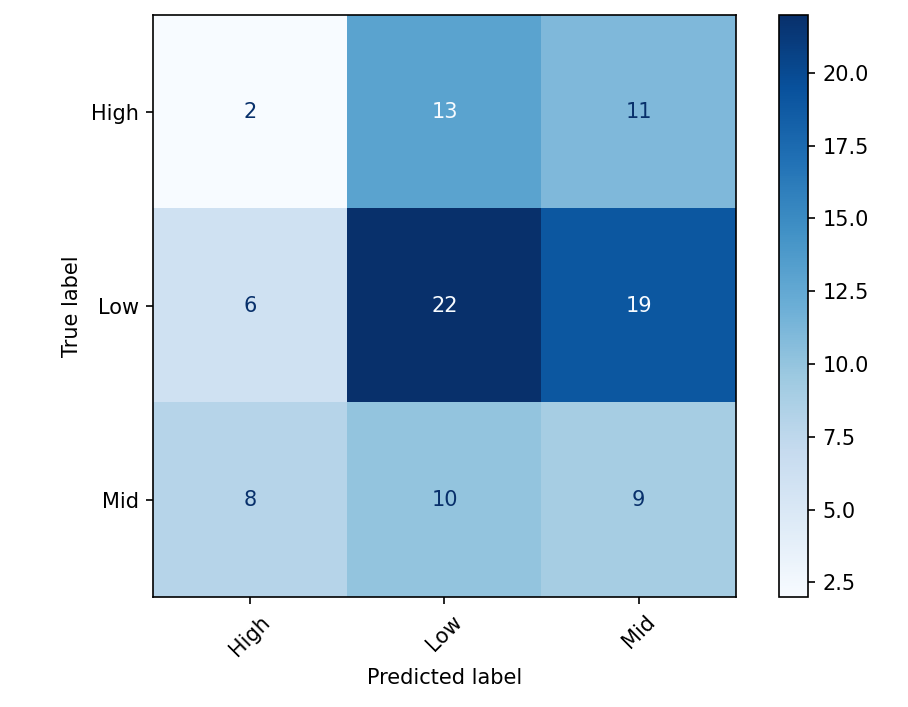 High 2 13 11
Low 6 22 19
Mid 8 10 9
High Low Mid
Predicted label
True label
20.0
17.5
15.0
12.5
10.0
7.5
5.0
2.5